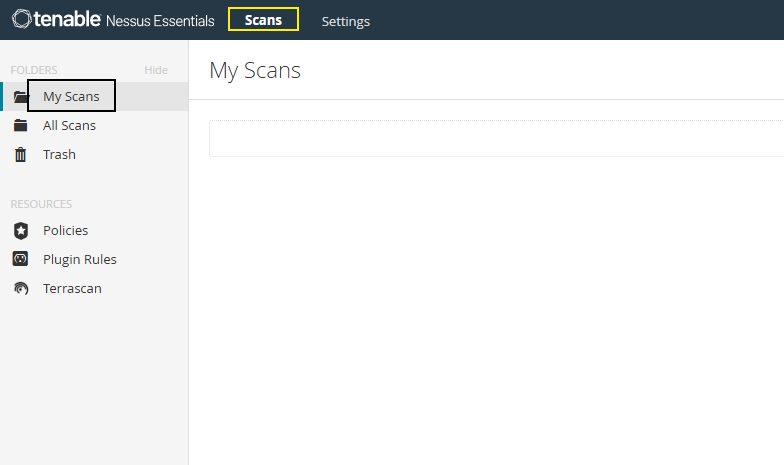 tenable Nessus Essentials Scans Settings
FOLDERS Hide
My Scans
All Scans
Trash
RESOURCES
Policies
Plugin Rules
Terrascan
My Scans